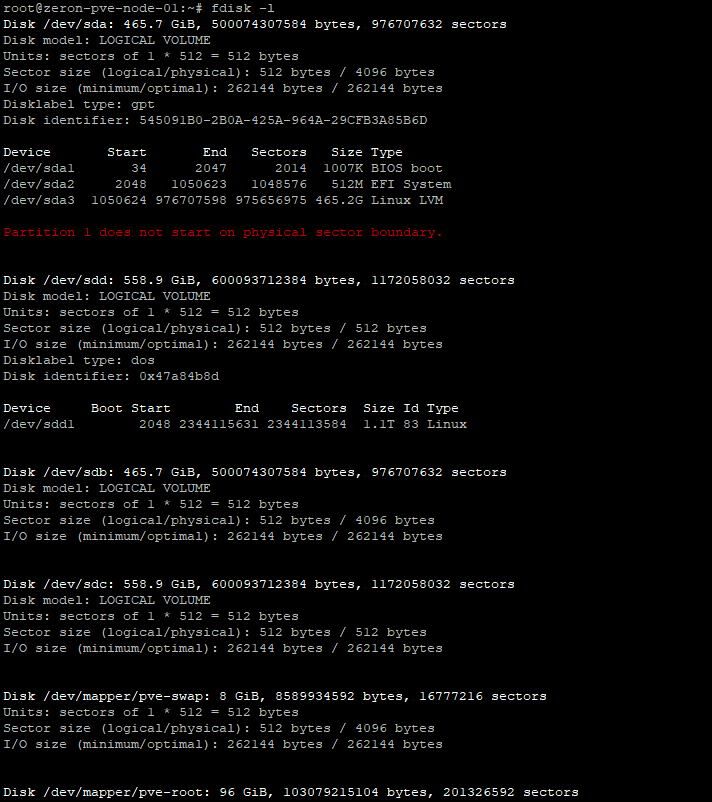 root@zeron-pve-node-01:~# fdisk -l
Disk /dev/sda: 465.7 GiB, 500074307584 bytes, 976707632 sectors
Disk model: LOGICAL VOLUME
Units: sectors of 1 * 512 = 512 bytes
Sector size (logical/physical): 512 bytes / 4096 bytes
I/O size (minimum/optimal): 262144 bytes / 262144 bytes
Disklabel type: gpt
Disk identifier: 545091B0-2B0A-425A-964A-29CFB3A85B6D
Device       Start       End   Sectors   Size Type
/dev/sda1       34      2047      2014  1007K BIOS boot
/dev/sda2     2048   1050623   1048576   512M EFI System
/dev/sda3  1050624 976707598 975656975 465.2G Linux LVM
Partition 1 does not start on physical sector boundary.
Disk /dev/sdd: 558.9 GiB, 600093712384 bytes, 1172058032 sectors
Disk model: LOGICAL VOLUME
Units: sectors of 1 * 512 = 512 bytes
Sector size (logical/physical): 512 bytes / 512 bytes
I/O size (minimum/optimal): 262144 bytes / 262144 bytes
Disklabel type: dos
Disk identifier: 0x47a84b8d
Device     Boot Start        End    Sectors  Size Id Type
/dev/sdd1        2048 2344115631 2344113584  1.1T 83 Linux
Disk /dev/sdb: 465.7 GiB, 500074307584 bytes, 976707632 sectors
Disk model: LOGICAL VOLUME
Units: sectors of 1 * 512 = 512 bytes
Sector size (logical/physical): 512 bytes / 4096 bytes
I/O size (minimum/optimal): 262144 bytes / 262144 bytes
Disk /dev/sdc: 558.9 GiB, 600093712384 bytes, 1172058032 sectors
Disk model: LOGICAL VOLUME
Units: sectors of 1 * 512 = 512 bytes
Sector size (logical/physical): 512 bytes / 512 bytes
I/O size (minimum/optimal): 262144 bytes / 262144 bytes
Disk /dev/mapper/pve-swap: 8 GiB, 8589934592 bytes, 16777216 sectors
Units: sectors of 1 * 512 = 512 bytes
Sector size (logical/physical): 512 bytes / 4096 bytes
I/O size (minimum/optimal): 262144 bytes / 262144 bytes
Disk /dev/mapper/pve-root: 96 GiB, 103079215104 bytes, 201326592 sectors